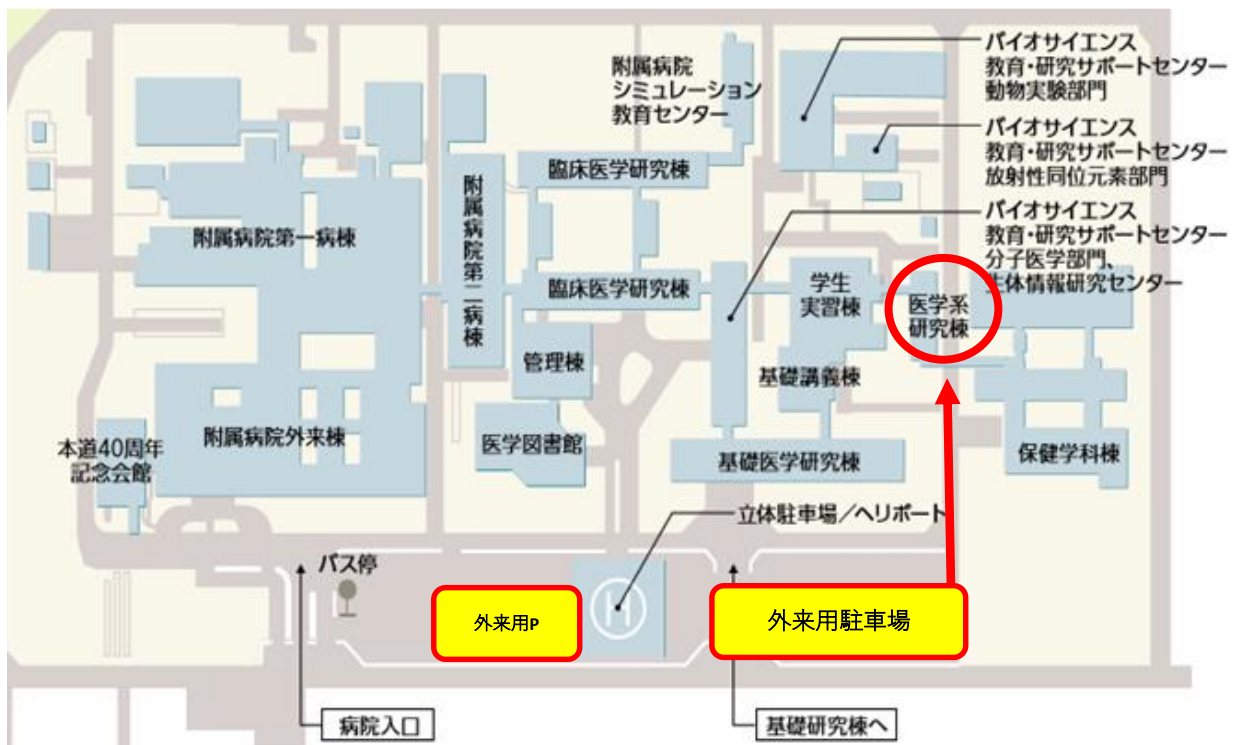 バイオサイエンス
教育・研究サポートセンター
動物実験部門
附属病院
シミュレーション
教育センター
バイオサイエンス
教育・研究サポートセンター
放射性同位元素部門
臨床医学研究棟
附属病院第二病棟
附属病院第一病棟
バイオサイエンス
教育・研究サポートセンター
分子医学部門、
生体情報研究センター
臨床医学研究棟
学生
実習棟
医学系
研究棟
管理棟
基礎講義棟
附属病院外来棟
医学図書館
本道40周年
記念会館
基礎医学研究棟
保健学科棟
立体駐車場/ヘリポート
バス停
外来用P
H
外来用駐車場
病院入口
基礎研究棟へ